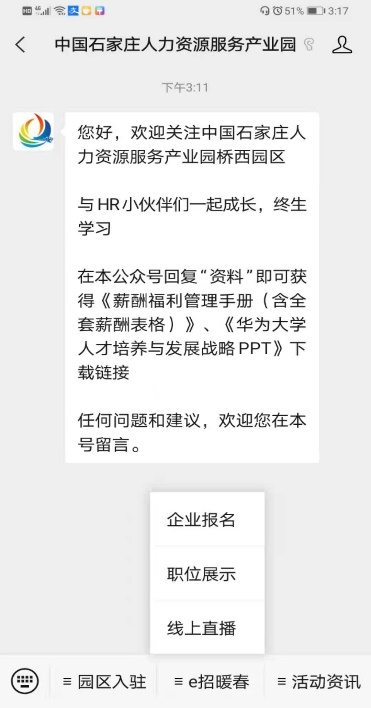 HD 4G 51% 3:17
中国石家庄人力资源服务产业园
下午3:11
您好，欢迎关注中国石家庄人
力资源服务产业园桥西园区
与HR小伙伴们一起成长，终生
学习
在本公众号回复“资料”即可获
得《薪酬福利管理手册（含全
套薪酬表格）》、《华为大学
人才培养与发展战略PPT》下
载链接
任何问题和建议，欢迎您在本
号留言。
企业报名
职位展示
线上直播
园区入驻 e招暖春 活动资讯